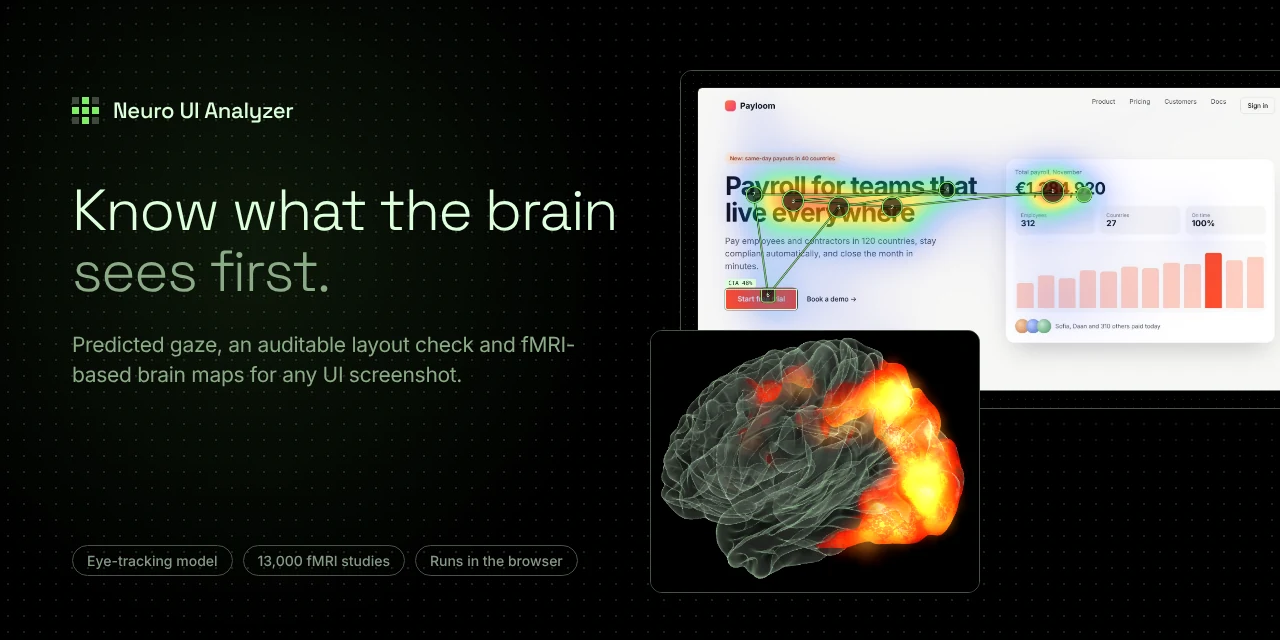 Neuro UI Analyzer
Know what the brain
sees first.
Predicted gaze, an auditable layout check and fMRI-
based brain maps for any UI screenshot.
Eye-tracking model
13,000 fMRI studies
Runs in the browser
Payloom
Product
Pricing
Customers
Docs
Sign in
New: same-day payouts in 40 countries.
Payroll for teams that
live everywhere
Pay employees and contractors in 120 countries, stay
compliant automatically, and close the month in
minutes.
CTA 46%
Book a demo →
Total payroll, November
Employees
312
Countries
27
On time
100%
Sofia, Daan and 310 others paid today